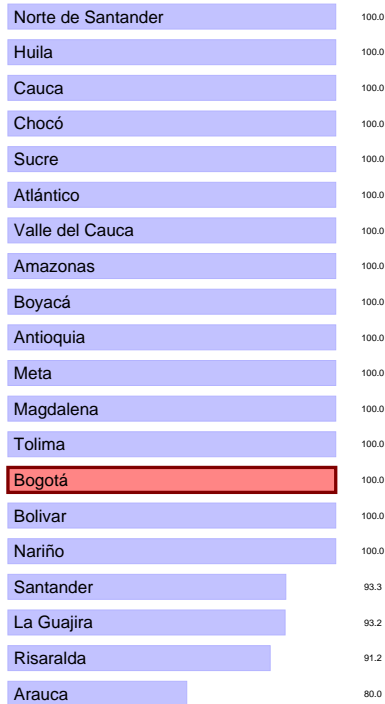 Norte de Santander 100.0
Huila 100.0
Cauca 100.0
Chocó 100.0
Sucre 100.0
Atlántico 100.0
Valle del Cauca 100.0
Amazonas 100.0
Boyacá 100.0
Antioquia 100.0
Meta 100.0
Magdalena 100.0
Tolima 100.0
Bogotá 100.0
Bolivar 100.0
Nariño 100.0
Santander 93.3
La Guajira 93.2
Risaralda 91.2
Arauca 80.0